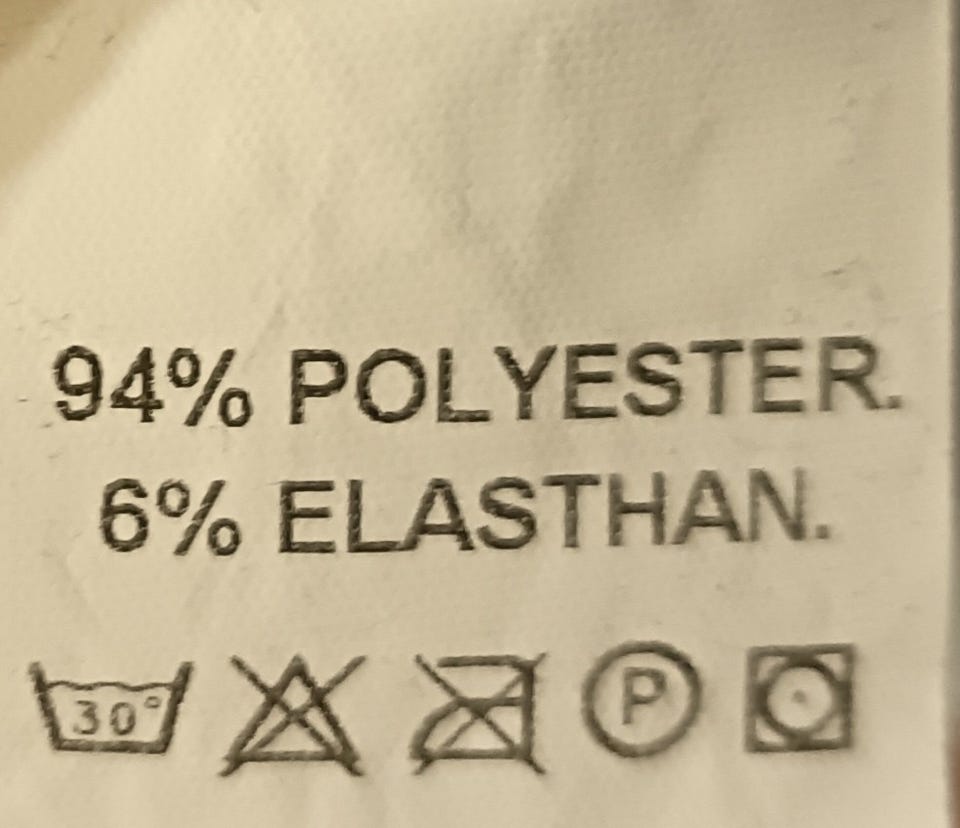 94% POLYESTER.
6% ELASTHAN.
30° P